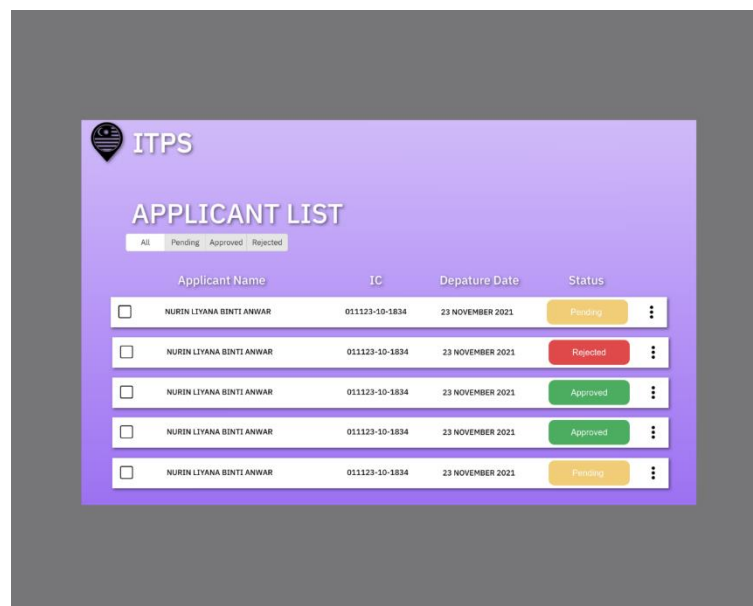 ITPS
APPLICANT LIST
All Pending Approved Rejected
Applicant Name IC Depature Date Status
NURIN LIYANA BINTI ANWAR 011123-10-1834 23 NOVEMBER 2021 Pending
NURIN LIYANA BINTI ANWAR 011123-10-1834 23 NOVEMBER 2021 Rejected
NURIN LIYANA BINTI ANWAR 011123-10-1834 23 NOVEMBER 2021 Approved
NURIN LIYANA BINTI ANWAR 011123-10-1834 23 NOVEMBER 2021 Approved
NURIN LIYANA BINTI ANWAR 011123-10-1834 23 NOVEMBER 2021 Pending